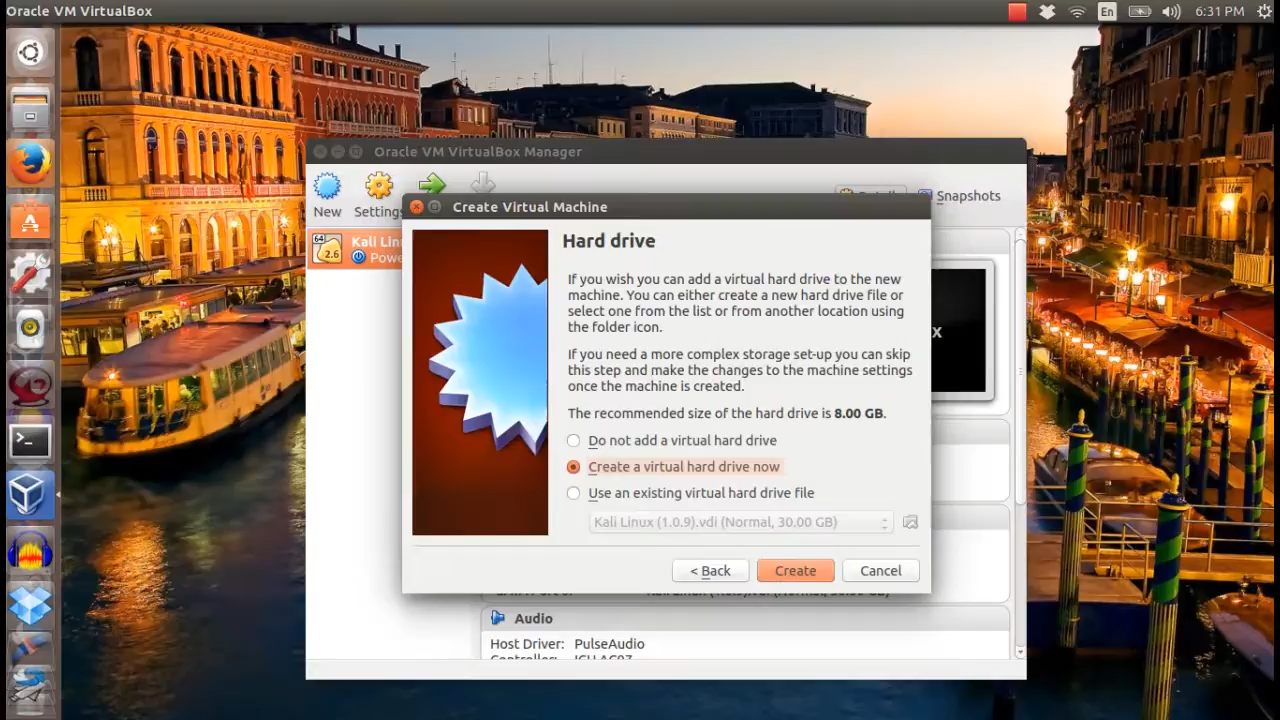 Oracle VM VirtualBox
En
6:31 PM
Oracle VM VirtualBox Manager
New
Settings
Snapshots
64
2.6
Kali Lin
Powe
Create Virtual Machine
Hard drive
If you wish you can add a virtual hard drive to the new
machine. You can either create a new hard drive file or
select one from the list or from another location using
the folder icon.
If you need a more complex storage set-up you can skip
this step and make the changes to the machine settings
once the machine is created.
The recommended size of the hard drive is 8.00 GB.
Do not add a virtual hard drive
Create a virtual hard drive now
Use an existing virtual hard drive file
Kali Linux (1.0.9).vdi (Normal, 30.00 GB)
< Back
Create
Cancel
X
Audio
Host Driver: PulseAudio